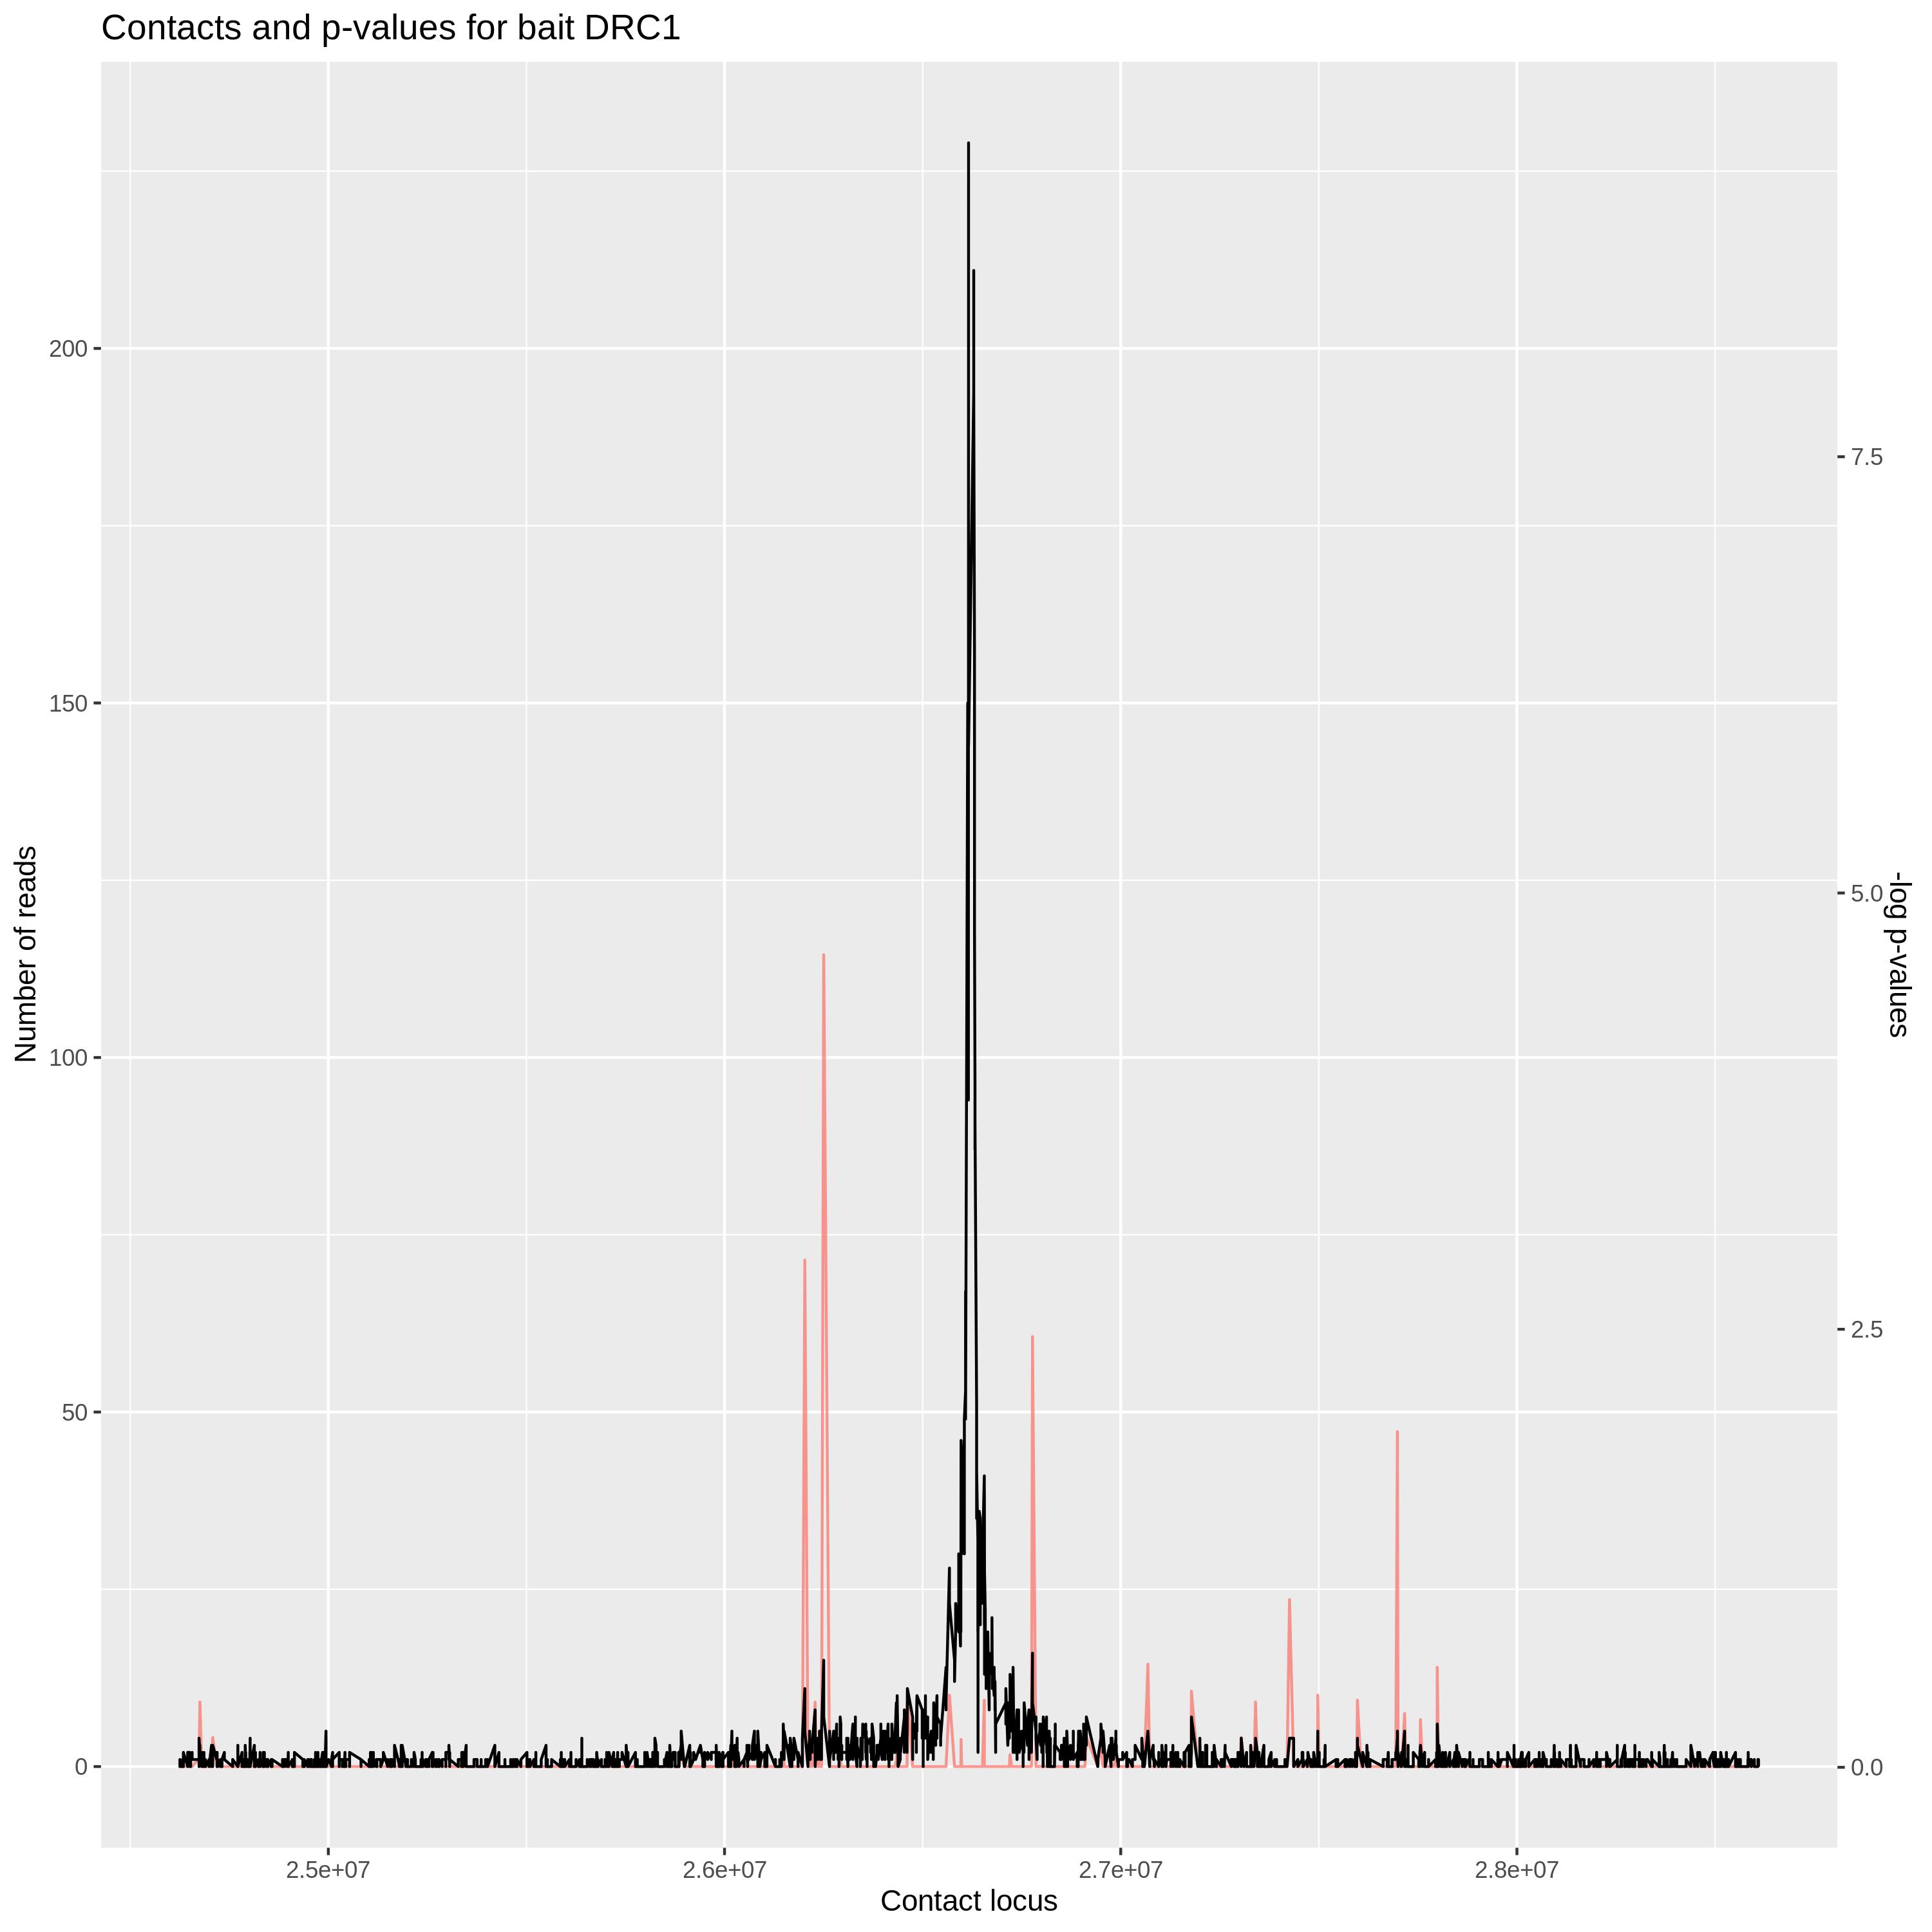 Contacts and p-values for bait DRC1
200
150
100
50
0
Number of reads
7.5
5.0
2.5
0.0
-log p-values
2.5e+07
2.6e+07
2.7e+07
2.8e+07
Contact locus